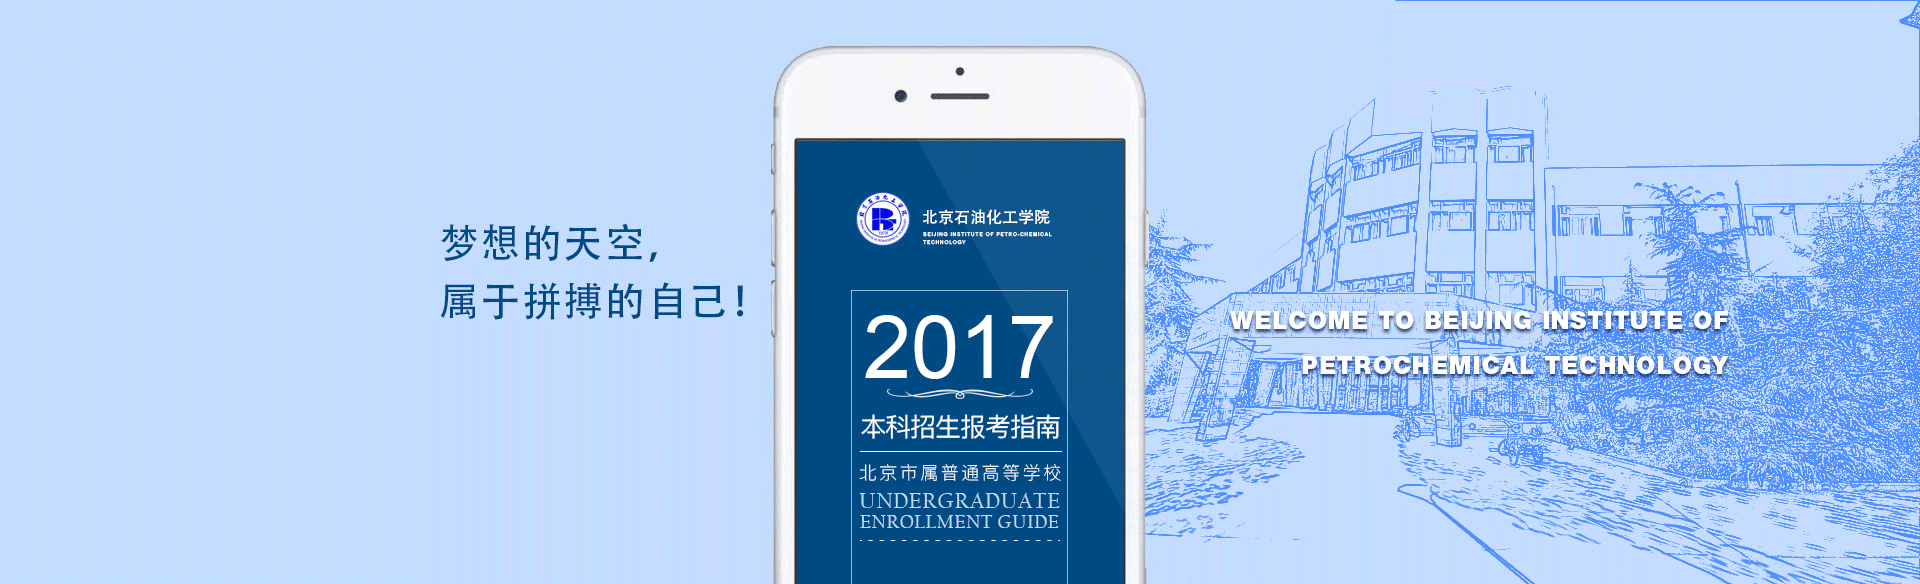 梦想的天空，
属于拼搏的自己！
北京石油化工学院
BEIJING INSTITUTE OF PETRO-CHEMICAL
TECHNOLOGY
2017
本科招生报考指南
北京市属普通高等学校
UNDERGRADUATE
ENROLLMENT GUIDE
WELCOME TO BEIJING INSTITUTE OF
PETROCHEMICAL TECHNOLOGY